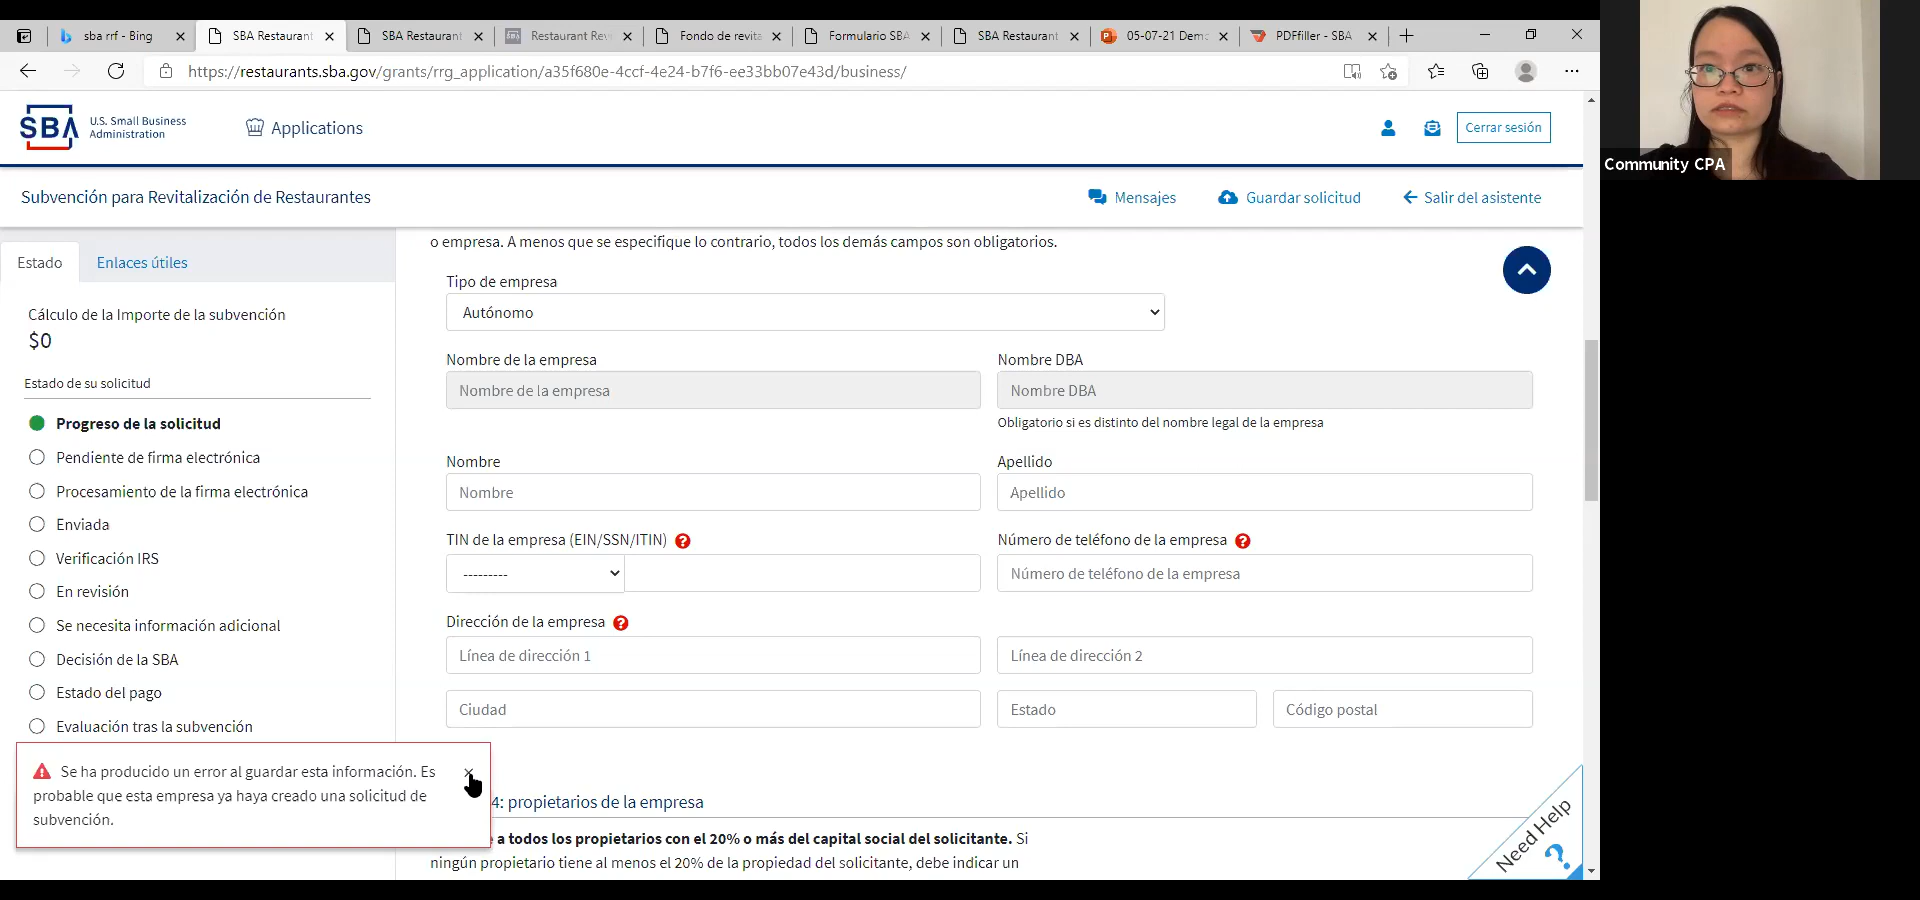 sba rrf - Bing
SBA Restaurant
SBA Restaurant
Restaurant Rev
Fondo de revita
Formulario SBA
SBA Restaurant
05-07-21 Demo
PDFfiller - SBA
https://restaurants.sba.gov/grants/rrg_application/a35f680e-4ccf-4e24-b7f6-ee33bb07e43d/business/
SBA
U.S. Small Business
Administration
Applications
Cerrar sesión
Community CPA
Subvención para Revitalización de Restaurantes
Mensajes
Guardar solicitud
Salir del asistente
Estado
Enlaces útiles
Cálculo de la Importe de la subvención
$0
Estado de su solicitud
Progreso de la solicitud
Pendiente de firma electrónica
Procesamiento de la firma electrónica
Enviada
Verificación IRS
En revisión
Se necesita información adicional
Decisión de la SBA
Estado del pago
Evaluación tras la subvención
Se ha producido un error al guardar esta información. Es
probable que esta empresa ya haya creado una solicitud de
subvención.
o empresa. A menos que se especifique lo contrario, todos los demás campos son obligatorios.
Tipo de empresa
Autónomo
Nombre de la empresa
Nombre DBA
Nombre de la empresa
Nombre DBA
Obligatorio si es distinto del nombre legal de la empresa
Nombre
Apellido
Nombre
Apellido
TIN de la empresa (EIN/SSN/ITIN) ?
Número de teléfono de la empresa ?
---------
Número de teléfono de la empresa
Dirección de la empresa ?
Línea de dirección 1
Línea de dirección 2
Ciudad
Estado
Código postal
4: propietarios de la empresa
e a todos los propietarios con el 20% o más del capital social del solicitante. Si
ningún propietario tiene al menos el 20% de la propiedad del solicitante, debe indicar un
Need Help
?